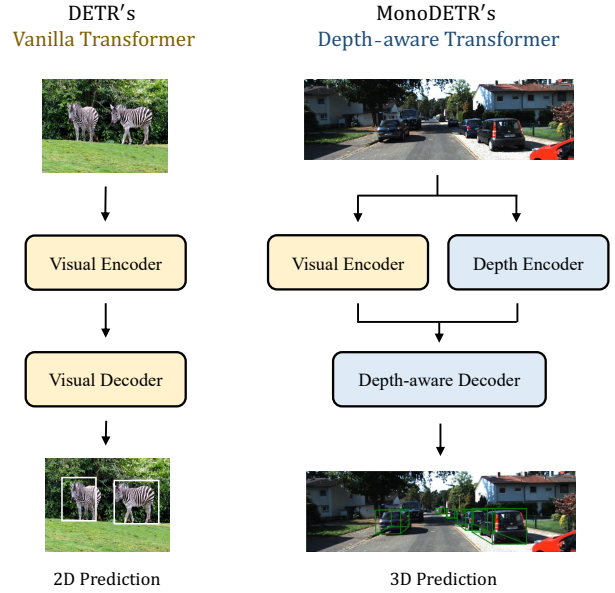 DETR's
Vanilla Transformer
Visual Encoder
Visual Decoder
2D Prediction
MonoDETR's
Depth-aware Transformer
Visual Encoder
Depth Encoder
Depth-aware Decoder
3D Prediction